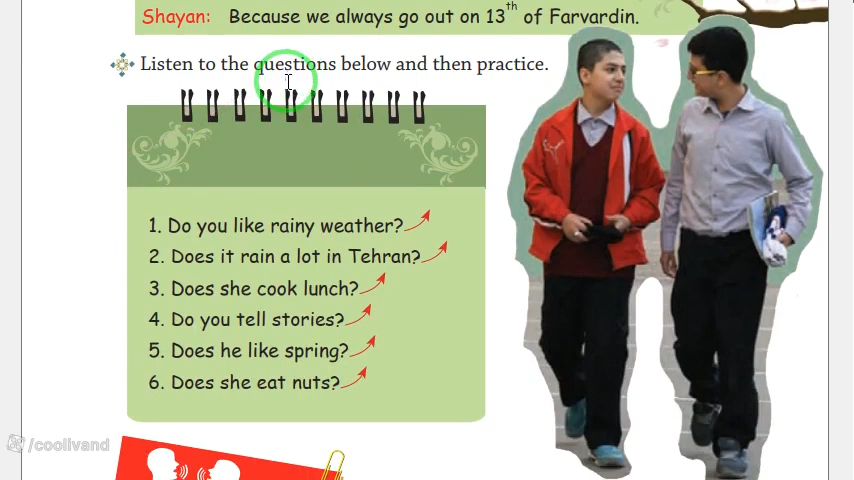 Shayan: Because we always go out on 13th of Farvardin.
Listen to the questions below and then practice.
1. Do you like rainy weather?
2. Does it rain a lot in Tehran?
3. Does she cook lunch?
4. Do you tell stories?
5. Does he like spring?
6. Does she eat nuts?
/coolivand